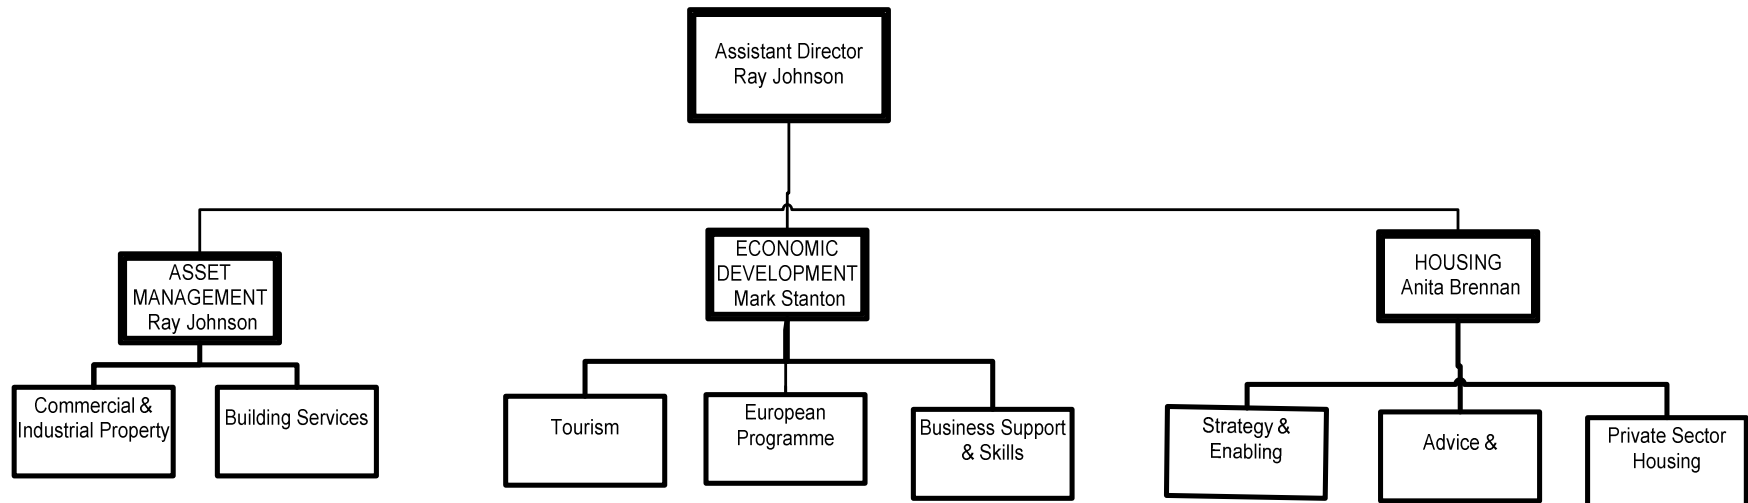 Assistant Director
Ray Johnson
ASSET
MANAGEMENT
Ray Johnson
ECONOMIC
DEVELOPMENT
Mark Stanton
HOUSING
Anita Brennan
Commercial &
Industrial Property
Building Services
Tourism
European
Programme
Business Support
& Skills
Strategy &
Enabling
Advice &
Private Sector
Housing